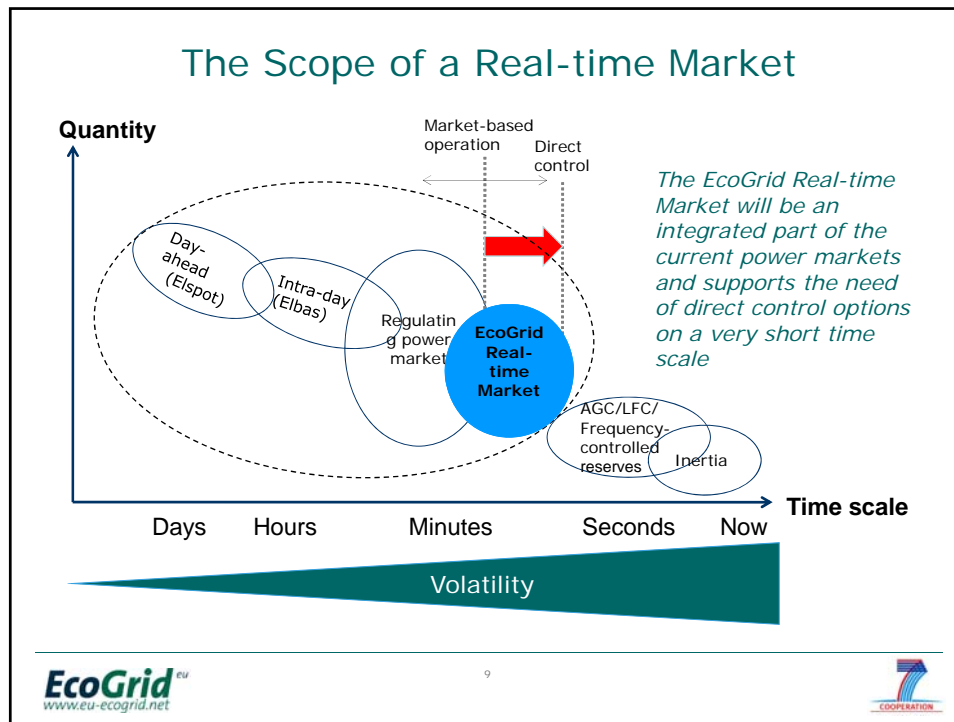 The Scope of a Real-time Market
Quantity
Market-based
operation
Direct
control
The EcoGrid Real-time
Market will be an
integrated part of the
current power markets
and supports the need
of direct control options
on a very short time
scale
Day-
ahead
(Elspot)
Intra-day
(Elbas)
Regulatin
g power
market
EcoGrid
Real-
time
Market
AGC/LFC/
Frequency-
controlled
reserves
Inertia
Time scale
Days Hours Minutes Seconds Now
Volatility
EcoGrid eu
www.eu-ecogrid.net
9
7
COOPERATION